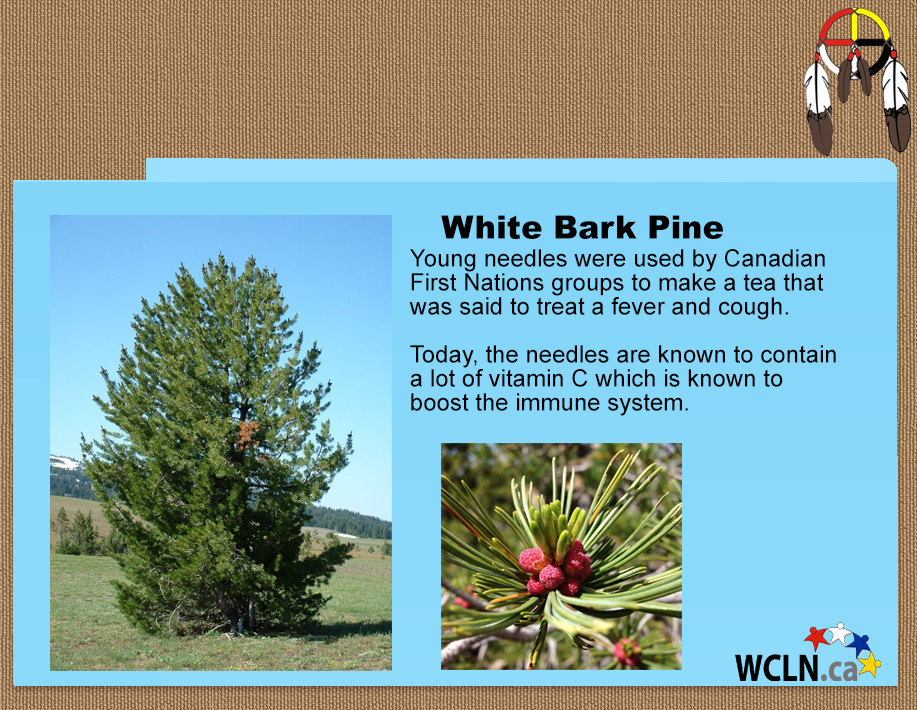 White Bark Pine
Young needles were used by Canadian
First Nations groups to make a tea that
was said to treat a fever and cough.
Today, the needles are known to contain
a lot of vitamin C which is known to
boost the immune system.
WCLN.ca